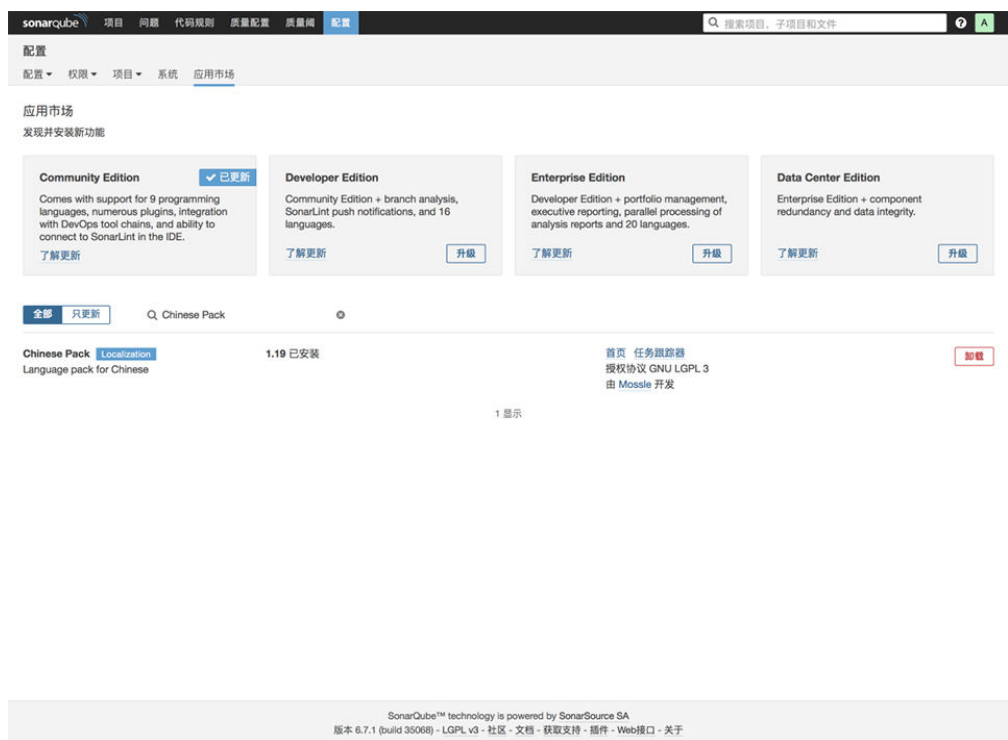 sonarqube 项目 问题 代码规则 质量配置 质量阈 配置 搜索项目、子项目和文件 ? A
配置
配置 权限 项目 系统 应用市场
应用市场
发现并安装新功能
Community Edition 已更新
Comes with support for 9 programming
languages, numerous plugins, integration
with DevOps tool chains, and ability to
connect to SonarLint in the IDE.
了解更新
Developer Edition
Community Edition + branch analysis,
SonarLint push notifications, and 16
languages.
了解更新 升级
Enterprise Edition
Developer Edition + portfolio management,
executive reporting, parallel processing of
analysis reports and 20 languages.
了解更新 升级
Data Center Edition
Enterprise Edition + component
redundancy and data integrity.
了解更新 升级
全部 只更新 Chinese Pack
Chinese Pack Localization 1.19 已安装 首页 任务跟踪器 卸载
Language pack for Chinese 授权协议 GNU LGPL 3
由 Mossle 开发
1 显示
SonarQube™ technology is powered by SonarSource SA
版本 6.7.1 (build 35068) - LGPL v3 - 社区 - 文档 - 获取支持 - 插件 - Web接口 - 关于